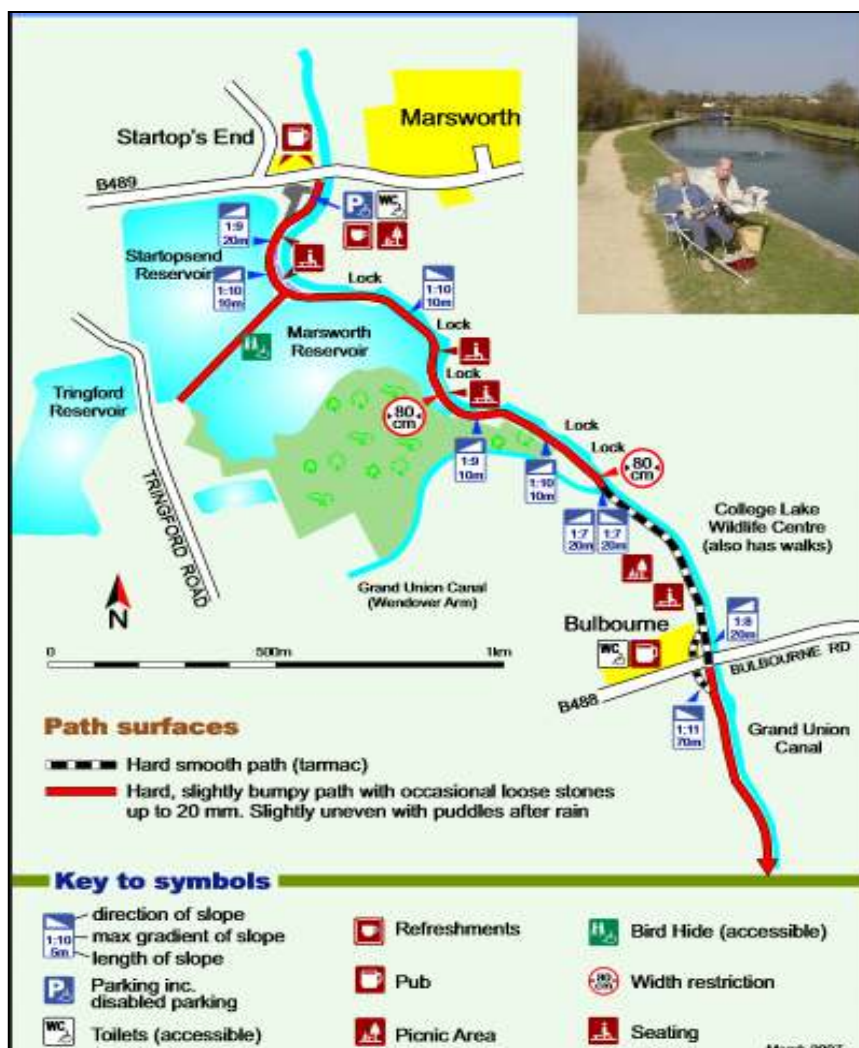 Startop's End
Marsworth
B489
P
WC
1:9
20m
Startopsend
Reservoir
1:10
10m
Lock
1:10
10m
Marsworth
Reservoir
Lock
Tringford
Reservoir
Lock
80
cm
Lock
1:9
10m
1:10
10m
Lock
80
cm
TRINGFORD ROAD
1:7
20m
1:7
20m
College Lake
Wildlife Centre
(also has walks)
Grand Union Canal
(Wendover Arm)
N
Bulbourne
WC
1:8
20m
BULBOURNE RD
0
500m
1km
B488
1:11
70m
Grand Union
Canal
Path surfaces
Hard smooth path (tarmac)
Hard, slightly bumpy path with occasional loose stones
up to 20 mm. Slightly uneven with puddles after rain
Key to symbols
1:10
5m
direction of slope
max gradient of slope
length of slope
P
Parking inc.
disabled parking
WC
Toilets (accessible)
Refreshments
Pub
Picnic Area
Bird Hide (accessible)
80
cm
Width restriction
Seating